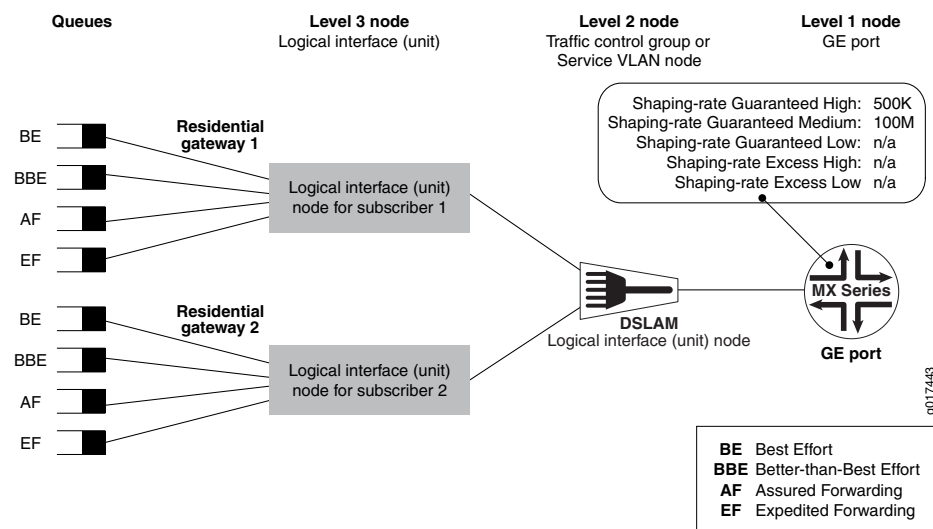 Queues
Level 3 node
Logical interface (unit)
Level 2 node
Traffic control group or
Service VLAN node
Level 1 node
GE port
Shaping-rate Guaranteed High: 500K
Shaping-rate Guaranteed Medium: 100M
Shaping-rate Guaranteed Low: n/a
Shaping-rate Excess High: n/a
Shaping-rate Excess Low n/a
BE
BBE
AF
EF
Residential
gateway 1
Logical interface (unit)
node for subscriber 1
BE
BBE
AF
EF
Residential
gateway 2
Logical interface (unit)
node for subscriber 2
DSLAM
Logical interface (unit) node
MX Series
GE port
g017443
BE Best Effort
BBE Better-than-Best Effort
AF Assured Forwarding
EF Expedited Forwarding